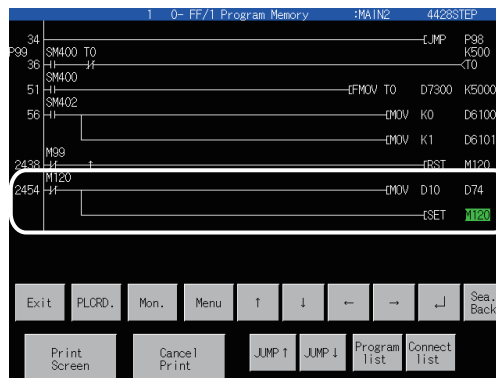 1 0- FF/1 Program Memory :MAIN2 4428STEP
34 JMP P98
P99 SM400 T0 K500
36 T0
SM400
51 FMOV T0 D7300 K5000
SM402
56 MOV K0 D6100
MOV K1 D6101
M99
2438 RST M120
M120
2454 MOV D10 D74
SET M120
Exit PLCRD. Mon. Menu ↑ ↓ ← → ↵ Sea. Back
Print Screen Cancel Print JUMP↑ JUMP↓ Program list Connect list